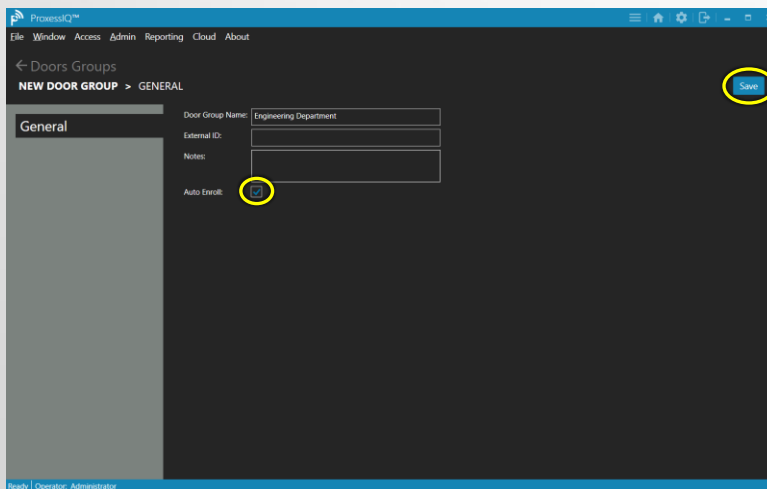 ProxessIQ™
File Window Access Admin Reporting Cloud About
Doors Groups
NEW DOOR GROUP > GENERAL
Save
General
Door Group Name: Engineering Department
External ID:
Notes:
Auto Enroll:
Ready Operator: Administrator